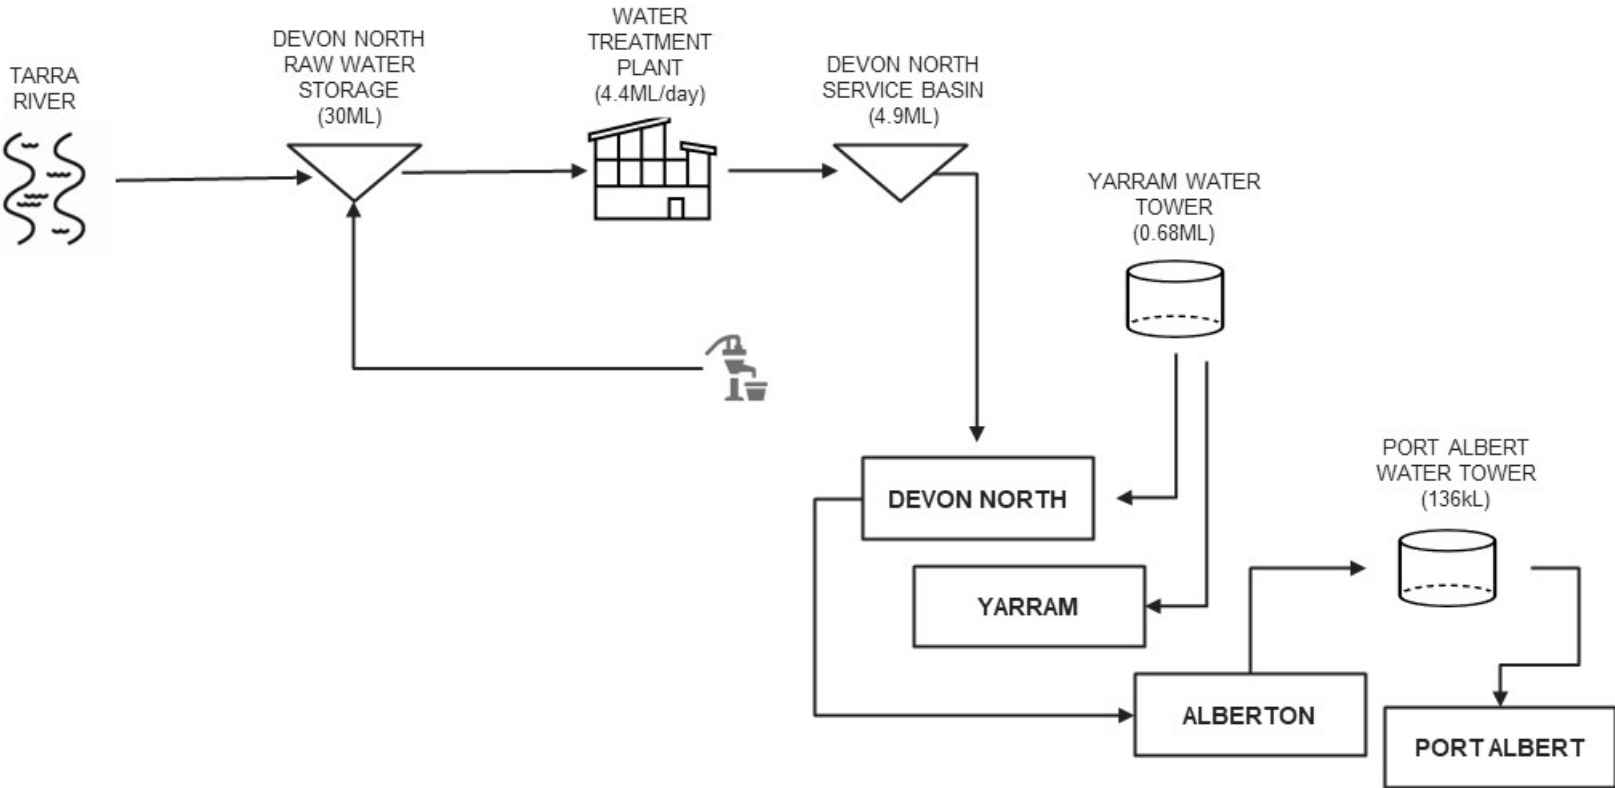 TARRA
RIVER
DEVON NORTH
RAW WATER
STORAGE
(30ML)
WATER
TREATMENT
PLANT
(4.4ML/day)
DEVON NORTH
SERVICE BASIN
(4.9ML)
YARRAM WATER
TOWER
(0.68ML)
PORT ALBERT
WATER TOWER
(136kL)
DEVON NORTH
YARRAM
ALBERTON
PORT ALBERT